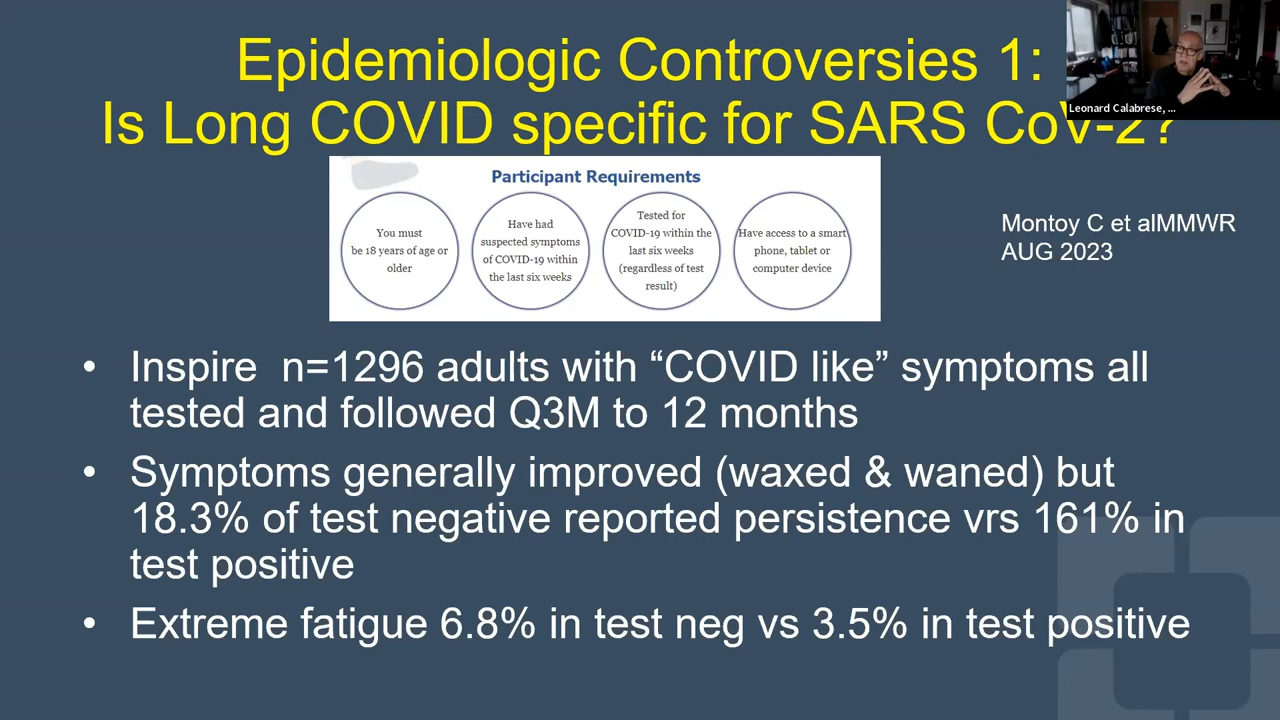 Epidemiologic Controversies 1:
Is Long COVID specific for SARS CoV-2?
Leonard Calabrese, ...
Participant Requirements
You must
be 18 years of age or
older
Have had
suspected symptoms
of COVID-19 within
the last six weeks
Tested for
COVID-19 within the
last six weeks
(regardless of test
result)
Have access to a smart
phone, tablet or
computer device
Montoy C et alMMWR
AUG 2023
• Inspire n=1296 adults with “COVID like” symptoms all
tested and followed Q3M to 12 months
• Symptoms generally improved (waxed & waned) but
18.3% of test negative reported persistence vrs 161% in
test positive
• Extreme fatigue 6.8% in test neg vs 3.5% in test positive